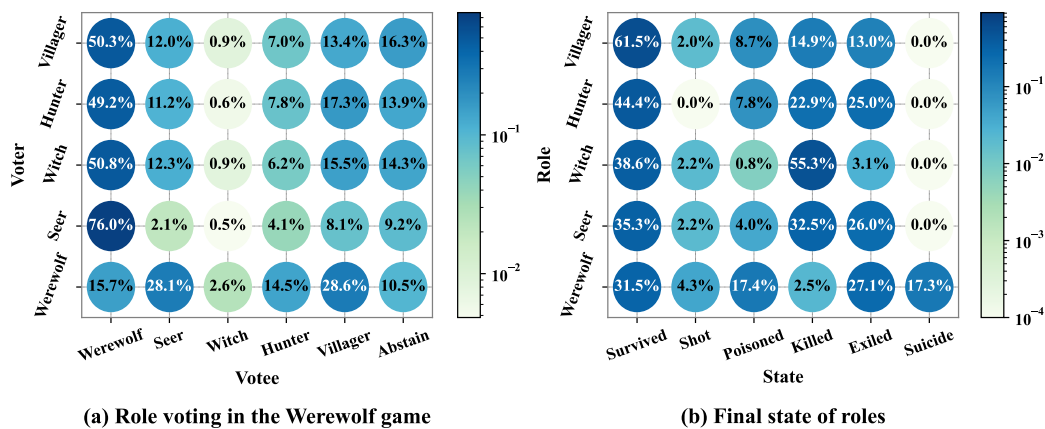 Villager 50.3% 12.0% 0.9% 7.0% 13.4% 16.3%
Hunter 49.2% 11.2% 0.6% 7.8% 17.3% 13.9%
Witch 50.8% 12.3% 0.9% 6.2% 15.5% 14.3%
Seer 76.0% 2.1% 0.5% 4.1% 8.1% 9.2%
Werewolf 15.7% 28.1% 2.6% 14.5% 28.6% 10.5%
Voter
Werewolf Seer Witch Hunter Villager Abstain
Votee
10⁻¹
10⁻²
(a) Role voting in the Werewolf game
Villager 61.5% 2.0% 8.7% 14.9% 13.0% 0.0%
Hunter 44.4% 0.0% 7.8% 22.9% 25.0% 0.0%
Witch 38.6% 2.2% 0.8% 55.3% 3.1% 0.0%
Seer 35.3% 2.2% 4.0% 32.5% 26.0% 0.0%
Werewolf 31.5% 4.3% 17.4% 2.5% 27.1% 17.3%
Role
Survived Shot Poisoned Killed Exiled Suicide
State
10⁻¹
10⁻²
10⁻³
10⁻⁴
(b) Final state of roles